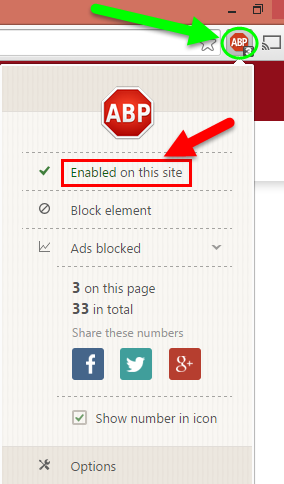 ABP
3
ABP
Enabled on this site
Block element
Ads blocked
3 on this page
33 in total
Share these numbers
f
g+
Show number in icon
Options